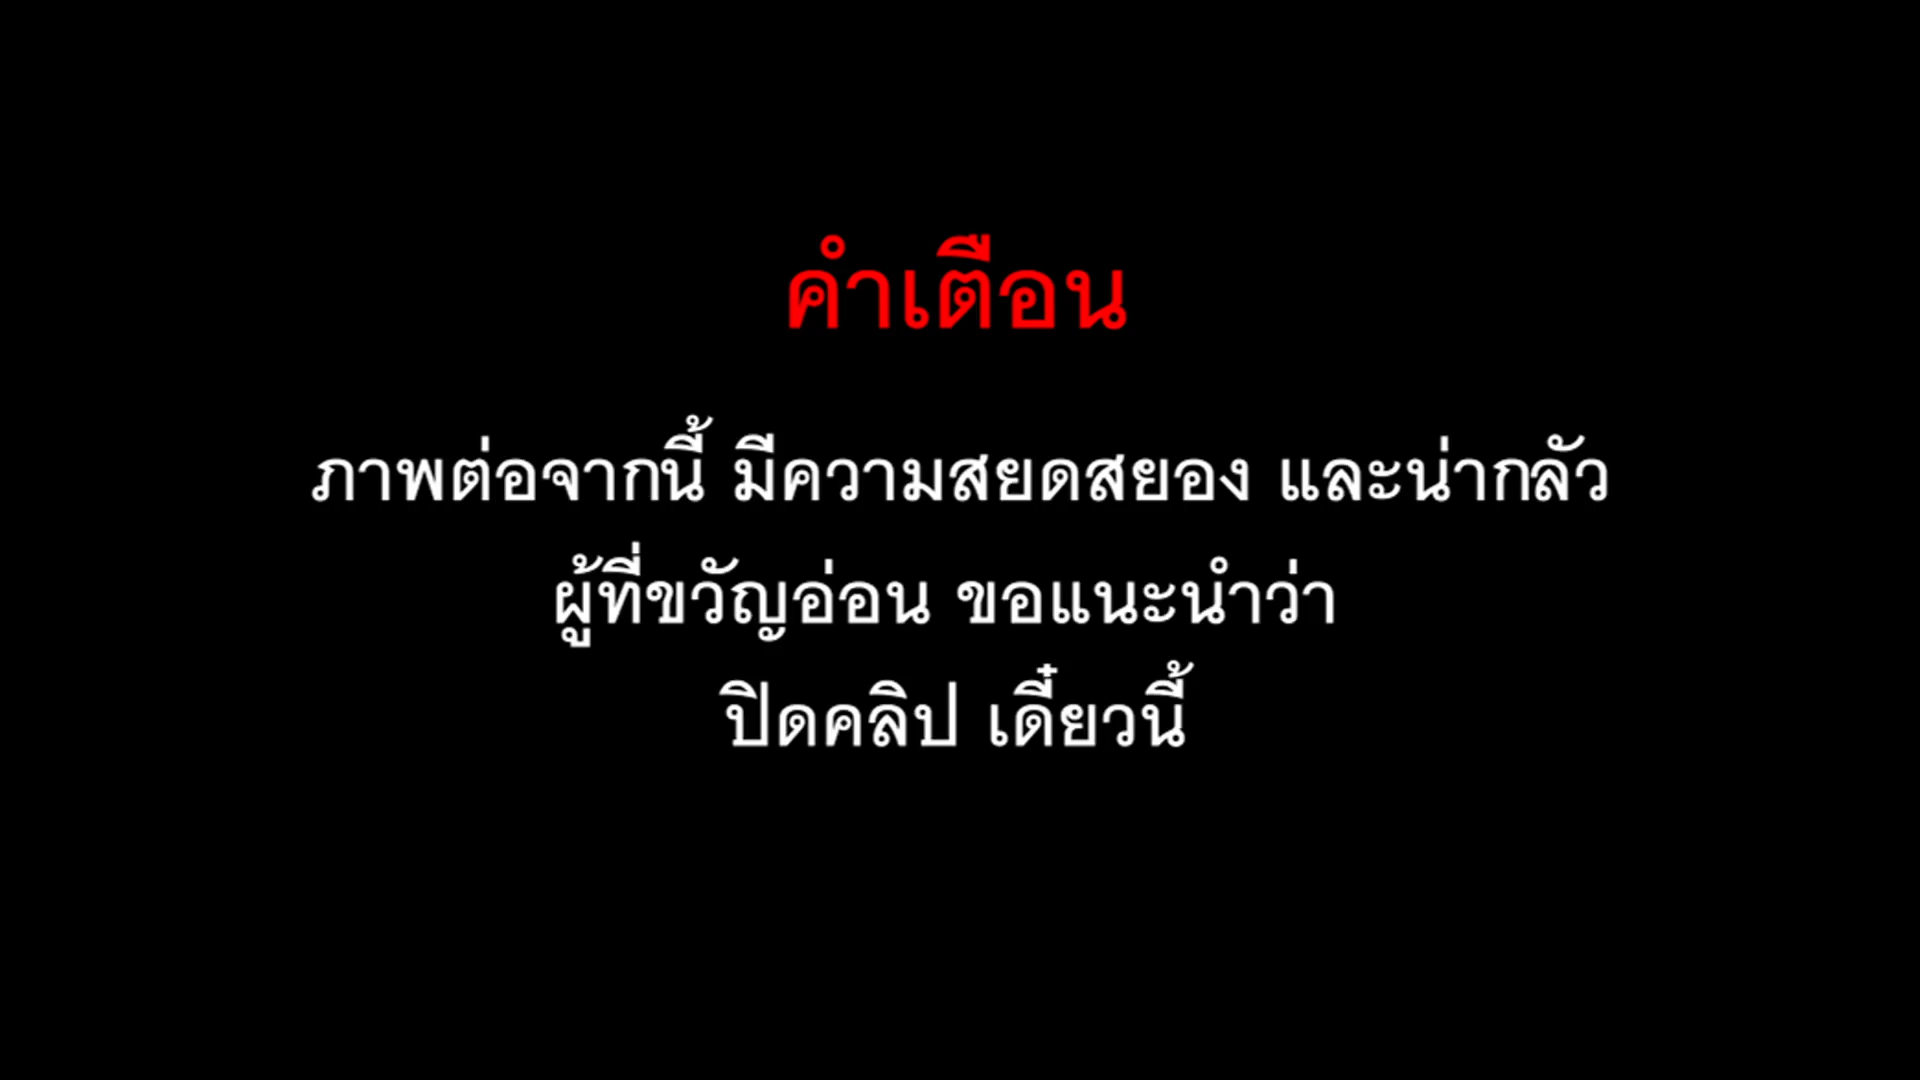 คำเตือน
ภาพต่อจากนี้ มีความสยดสยอง และน่ากลัว
ผู้ที่ขวัญอ่อน ขอแนะนำว่า
ปิดคลิป เดี๋ยวนี้